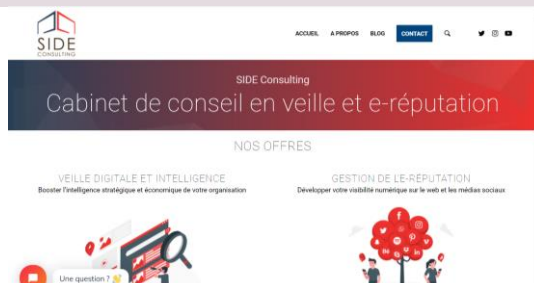 SIDE
CONSULTING
ACCUEIL A PROPOS BLOG CONTACT
SIDE Consulting
Cabinet de conseil en veille et e-réputation
NOS OFFRES
VEILLE DIGITALE ET INTELLIGENCE
Booster l'intelligence stratégique et économique de votre organisation
GESTION DE L'E-RÉPUTATION
Développer votre visibilité numérique sur le web et les médias sociaux
Une question ?